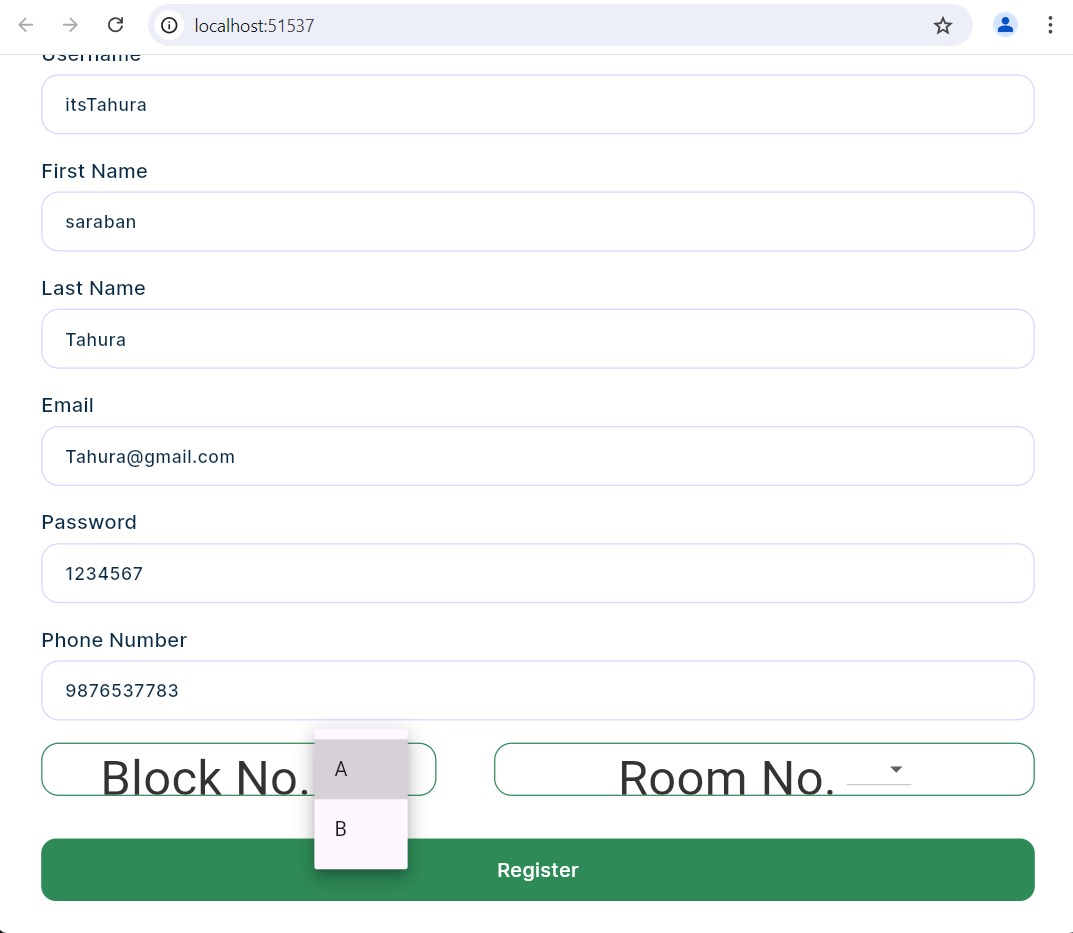 localhost:51537
Username
itsTahura
First Name
saraban
Last Name
Tahura
Email
Tahura@gmail.com
Password
1234567
Phone Number
9876537783
Block No. A Room No.
B
Register